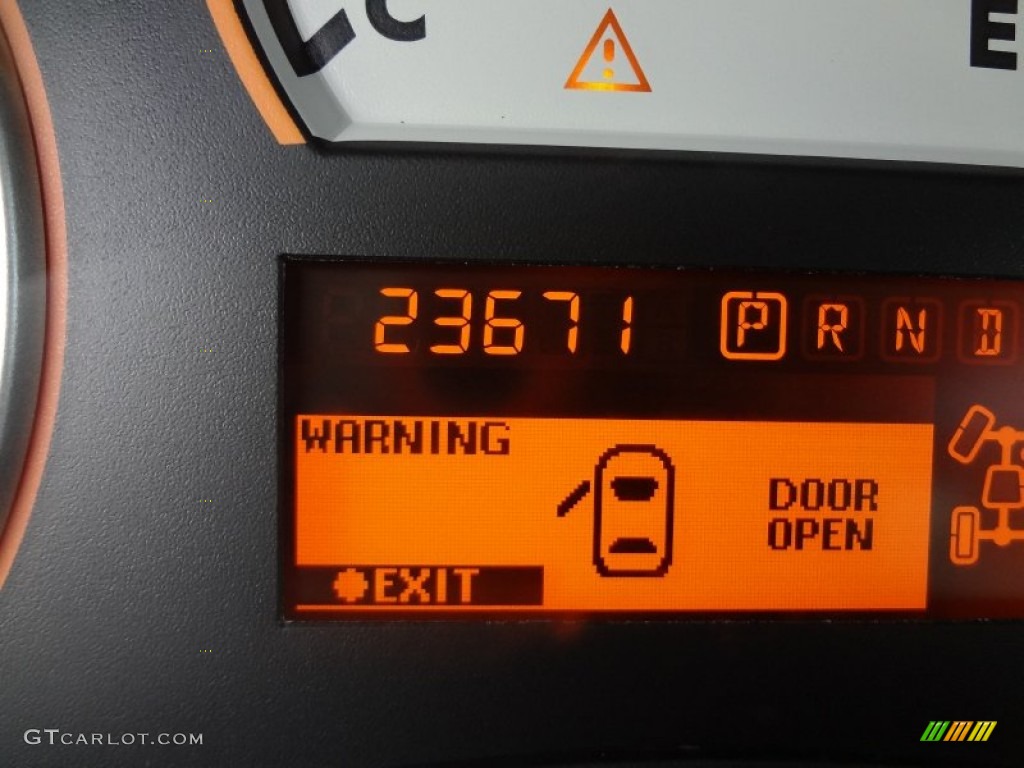 C
E
23671 P R N D
WARNING
DOOR
OPEN
EXIT
GTCARLOT.COM